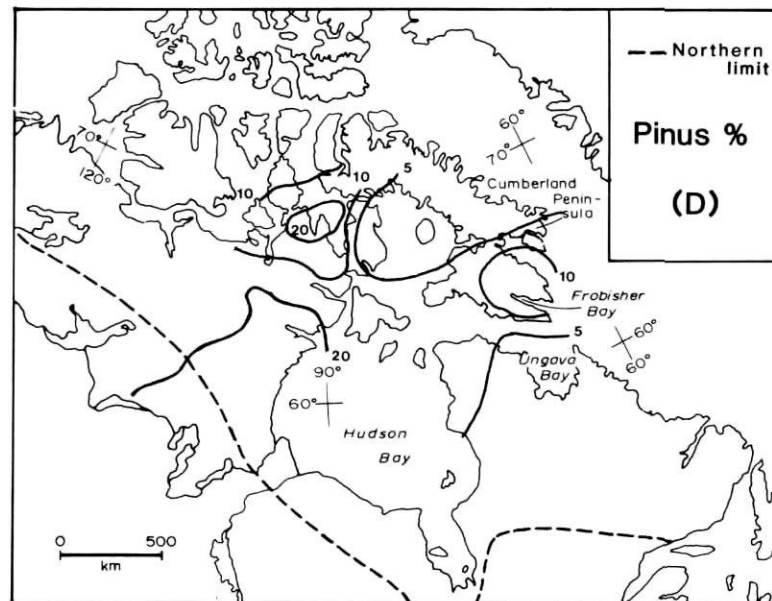 Northern
limit
Pinus %
(D)
60°
70°
70°
120°
10
10
5
20
Cumberland
Penin-
sula
10
Frobisher
Bay
5
60°
60°
Ungava
Bay
20
90°
60°
Hudson
Bay
0 500
km